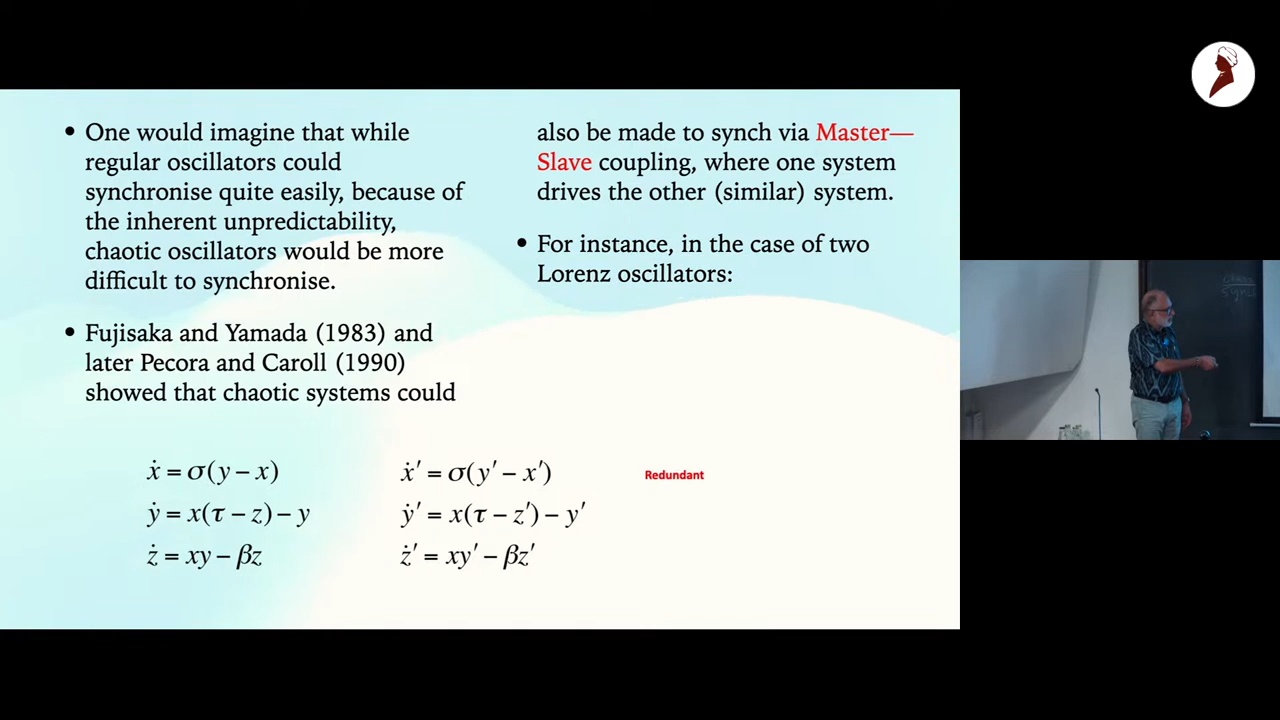 • One would imagine that while
regular oscillators could
synchronise quite easily, because of
the inherent unpredictability,
chaotic oscillators would be more
difficult to synchronise.
• Fujisaka and Yamada (1983) and
later Pecora and Caroll (1990)
showed that chaotic systems could
also be made to synch via Master—
Slave coupling, where one system
drives the other (similar) system.
• For instance, in the case of two
Lorenz oscillators:
ẋ = σ(y − x)
ẏ = x(τ − z) − y
ż = xy − βz
ẋ′ = σ(y′ − x′)
ẏ′ = x(τ − z′) − y′
ż′ = xy′ − βz′
Redundant